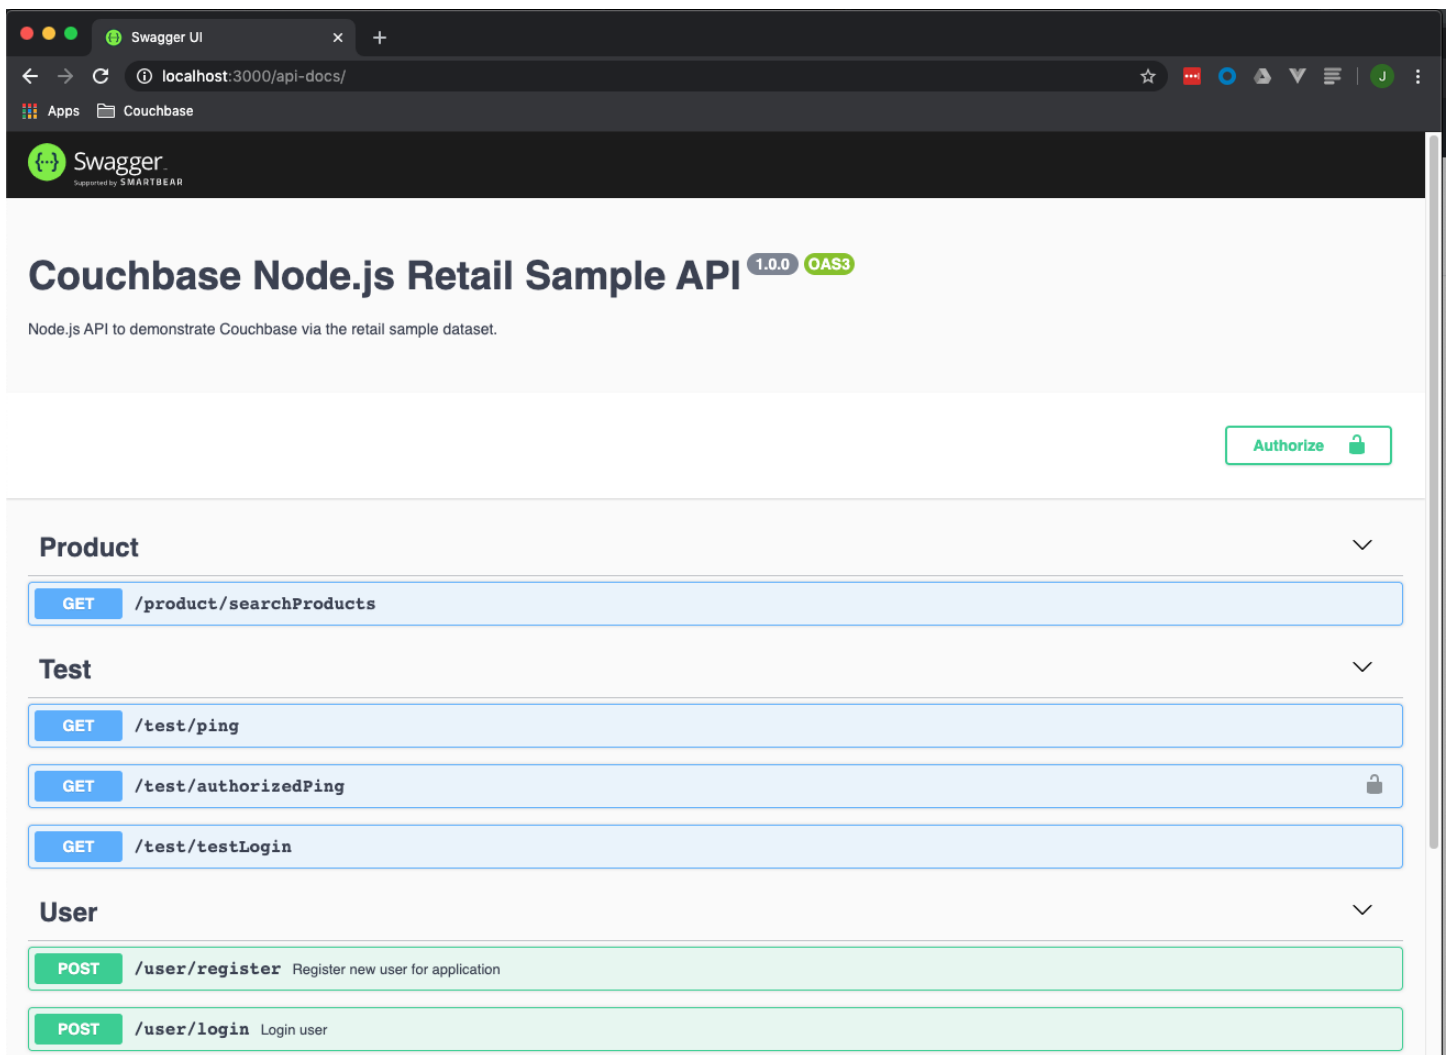 Swagger UI
localhost:3000/api-docs/
J
Apps Couchbase
{···} Swagger
Supported by SMARTBEAR
Couchbase Node.js Retail Sample API 1.0.0 OAS3
Node.js API to demonstrate Couchbase via the retail sample dataset.
Authorize
Product
GET /product/searchProducts
Test
GET /test/ping
GET /test/authorizedPing
GET /test/testLogin
User
POST /user/register Register new user for application
POST /user/login Login user